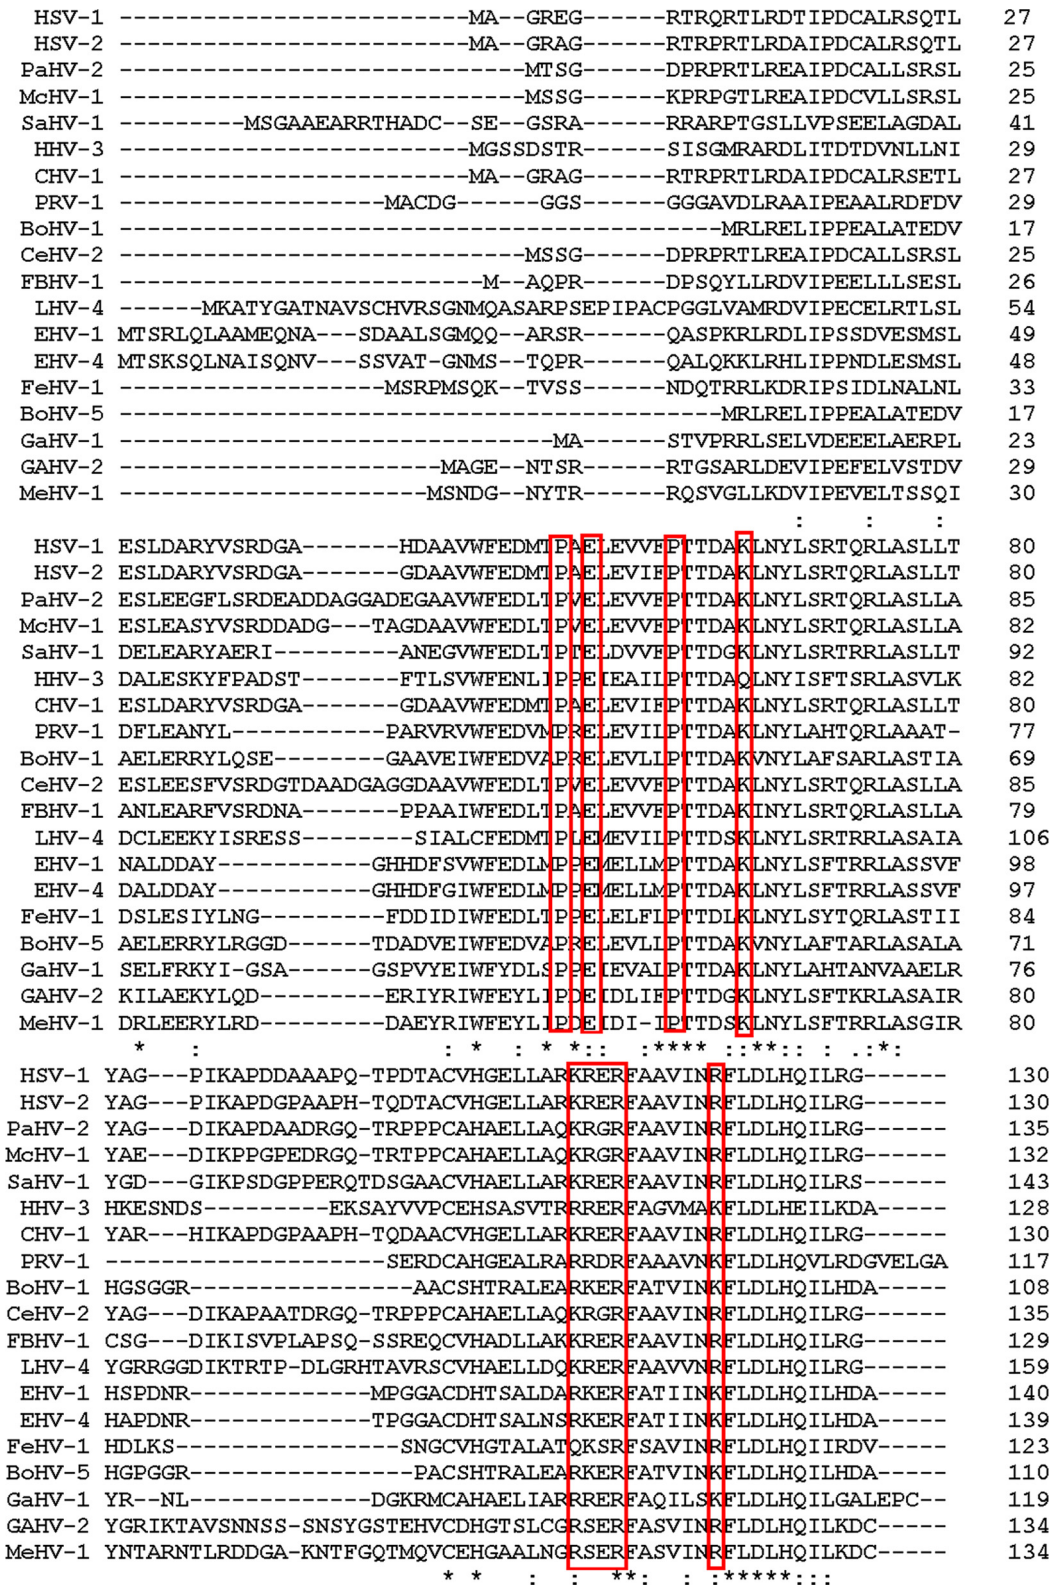 HSV-1 -------------------------MA--GREG------RTRQRTLRDTIPDCALRSQTL 27
HSV-2 -------------------------MA--GRAG------RTRPRTLRDAIPDCALRSQTL 27
PaHV-2 -----------------------------MTSG------DPRPRTLREAIPDCALLSRSL 25
McHV-1 -----------------------------MSSG------KPRPGTLREAIPDCVLLSRSL 25
SaHV-1 ---------MSGAAEARRTHADC--SE--GSRA------RRARPTGSLLVPSEELAGDAL 41
HHV-3 -------------------------MGSSDSTR------SISGMRARDLITDTDVNLLNI 29
CHV-1 -------------------------MA--GRAG------RTRPRTLRDAIPDCALRSETL 27
PRV-1 -------------------MACDG------GGS------GGGAVDLRAAIPEAALRDFDV 29
BoHV-1 -------------------------------------------MRLRELIPPEALATEDV 17
CeHV-2 -----------------------------MSSG------DPRPRTLREAIPDCALLSRSL 25
FBHV-1 --------------------------M--AQPR------DPSQYLLRDVIPEELLLSESL 26
LHV-4 ------MKATYGATNAVSCHVRSGNMQASARPSEPIPACPGGLVAMRDVIPECELRTLSL 54
EHV-1 MTSRLQLAAMEQNA---SDAALSGMQQ--ARSR------QASPKRLRDLIPSSDVESMSL 49
EHV-4 MTSKSQLNAISQNV---SSVAT-GNMS--TQPR------QALQKKLRHLIPPNDLESMSL 48
FeHV-1 -------------------MSRPMSQK--TVSS------NDQTRRLKDRIPSIDLNALNL 33
BoHV-5 -------------------------------------------MRLRELIPPEALATEDV 17
GaHV-1 -------------------------------MA------STVPRRLSELVDEEELAERPL 23
GAHV-2 -----------------------MAGE--NTSR------RTGSARLDEVIPEFELVSTDV 29
MeHV-1 ----------------------MSNDG--NYTR------RQSVGLLKDVIPEVELTSSQI 30
: : :
HSV-1 ESLDARYVSRDGA-------HDAAVWFEDMTPAELEVVFPTTDAKLNYLSRTQRLASLLT 80
HSV-2 ESLDARYVSRDGA-------GDAAVWFEDMTPAELEVIFPTTDAKLNYLSRTQRLASLLT 80
PaHV-2 ESLEEGFLSRDEADDAGGADEGAAVWFEDLTPVELEVVFPTTDAKLNYLSRTQRLASLLA 85
McHV-1 ESLEASYVSRDDADG---TAGDAAVWFEDLTPVELEVVFPTTDAKLNYLSRTQRLASLLA 82
SaHV-1 DELEARYAERI---------ANEGVWFEDLTPTELDVVFPTTDGKLNYLSRTRRLASLLT 92
HHV-3 DALESKYFPADST-------FTLSVWFENLIPPEIEAILPTTDAQLNYISFTSRLASVLK 82
CHV-1 ESLDARYVSRDGA-------GDAAVWFEDMTPAELEVIFPTTDAKLNYLSRTQRLASLLT 80
PRV-1 DFLEANYL-----------PARVRVWFEDVMPRELEVILPTTDAKLNYLAHTQRLAAAT- 77
BoHV-1 AELERRYLQSE--------GAAVEIWFEDVAPRELEVLLPTTDAKVNYLAFSARLASTIA 69
CeHV-2 ESLEESFVSRDGTDAADGAGGDAAVWFEDLTPVELEVVFPTTDAKLNYLSRTQRLASLLA 85
FBHV-1 ANLEARFVSRDNA-------PPAAIWFEDLTPAELEVVFPTTDAKINYLSRTQRLASLLA 79
LHV-4 DCLEEKYISRESS--------SIALCFEDMTPLEMEVILPTTDSKLNYLSRTRRLASAIA 106
EHV-1 NALDDAY-----------GHHDFSVWFEDLMPPEMELLMPTTDAKLNYLSFTRRLASSVF 98
EHV-4 DALDDAY-----------GHHDFGIWFEDLMPPEMELLMPTTDAKLNYLSFTRRLASSVF 97
FeHV-1 DSLESIYLNG---------FDDIDIWFEDLTPPELELFLPTTDLKLNYLSYTQRLASTII 84
BoHV-5 AELERRYLRGGD-------TDADVEIWFEDVAPRELEVLLPTTDAKVNYLAFTARLASALA 71
GaHV-1 SELFRKYI-GSA-------GSPVYEIWFYDLSPPEIEVALPTTDAKLNYLAHTANVAAELR 76
GAHV-2 KILAEKYLQD---------ERIYRIWFEYLIPDEIDLIFPTTDGKLNYLSFTKRLASAIR 80
MeHV-1 DRLEERYLRD---------DAEYRIWFEYLIPDEIDI-IPTTDSKLNYLSFTRRLASGIR 80
* : : * : * *:: :**** ::**:: : .:*:
HSV-1 YAG---PIKAPDDAAAPQ-TPDTACVHGELLARKRERFAAVINRFLDLHQILRG------ 130
HSV-2 YAG---PIKAPDGPAAPH-TQDTACVHGELLARKRERFAAVINRFLDLHQILRG------ 130
PaHV-2 YAG---DIKAPDAADRGQ-TRPPPCAHAELLAQKRGRFAAVINRFLDLHQILRG------ 135
McHV-1 YAE---DIKPPGPEDRGQ-TRTPPCAHAELLAQKRGRFAAVINRFLDLHQILRG------ 132
SaHV-1 YGD---GIKPSDGPPERQTDSGAACVHGELLARKRERFAAVINRFLDLHQILRS------ 143
HHV-3 HKESNDS---------EKSAYVVPCEHSASVTRRRERFAGVMAKFLDLHEILKDA----- 128
CHV-1 YAR---HIKAPDGPAAPH-TQDAACVHGELLARKRERFAAVINRFLDLHQILRG------ 130
PRV-1 --------------------SERDCAHGEALRARRDRFAAAVNKFLDLHQVLRDGVELGA 117
BoHV-1 HGSGGR----------------AACSHTRALEARKERFATVINKFLDLHQILHDA----- 108
CeHV-2 YAG---DIKAPAATDRGQ-TRPPPCAHAELLAQKRGRFAAVINRFLDLHQILRG------ 135
FBHV-1 CSG---DIKISVPLAPSQ-SSREQCVHADLLAKKRERFAAVINRFLDLHQILRG------ 129
LHV-4 YGRRGGDIKTRTP-DLGRHTAVRSCVHAELLDQKRERFAAVVNRFLDLHQILRG------ 159
EHV-1 HSPDNR-------------MPGGACDHTSALDARKERFATIINKFLDLHQILHDA----- 140
EHV-4 HAPDNR-------------TPGGACDHTSALNSRKERFATIINKFLDLHQILHDA----- 139
FeHV-1 HDLKS----------------SNGCVHGTALATQKSRFSAVINRFLDLHQIIRDV----- 123
BoHV-5 HGPGGR----------------PACSHTRALEARKERFATVINKFLDLHQILHDA----- 110
GaHV-1 YR--NL-------------DGKRMCAHAELIARRRERFAQILSKFLDLHQILGALEPC-- 119
GAHV-2 YGRIKTAVSNNSS-SNSYGSTEHVCDHGTSLCGRSERFASVINRFLDLHQILKDC----- 134
MeHV-1 YNTARNTLRDDGA-KNTFGQTMQVCEHGAALNGRSERFASVINRFLDLHQILKDC----- 134
* * : : **: : : *****:::